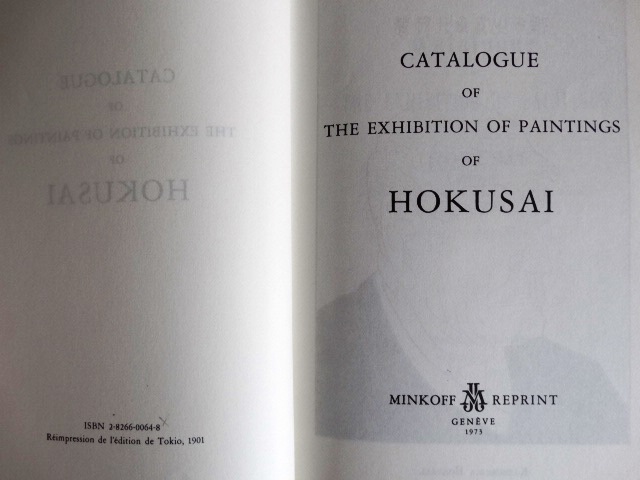 ISBN 2-8266-0064-8
Réimpression de l'édition de Tokio, 1901
CATALOGUE
OF
THE EXHIBITION OF PAINTINGS
OF
HOKUSAI
MINKOFF REPRINT
GENÈVE
1973